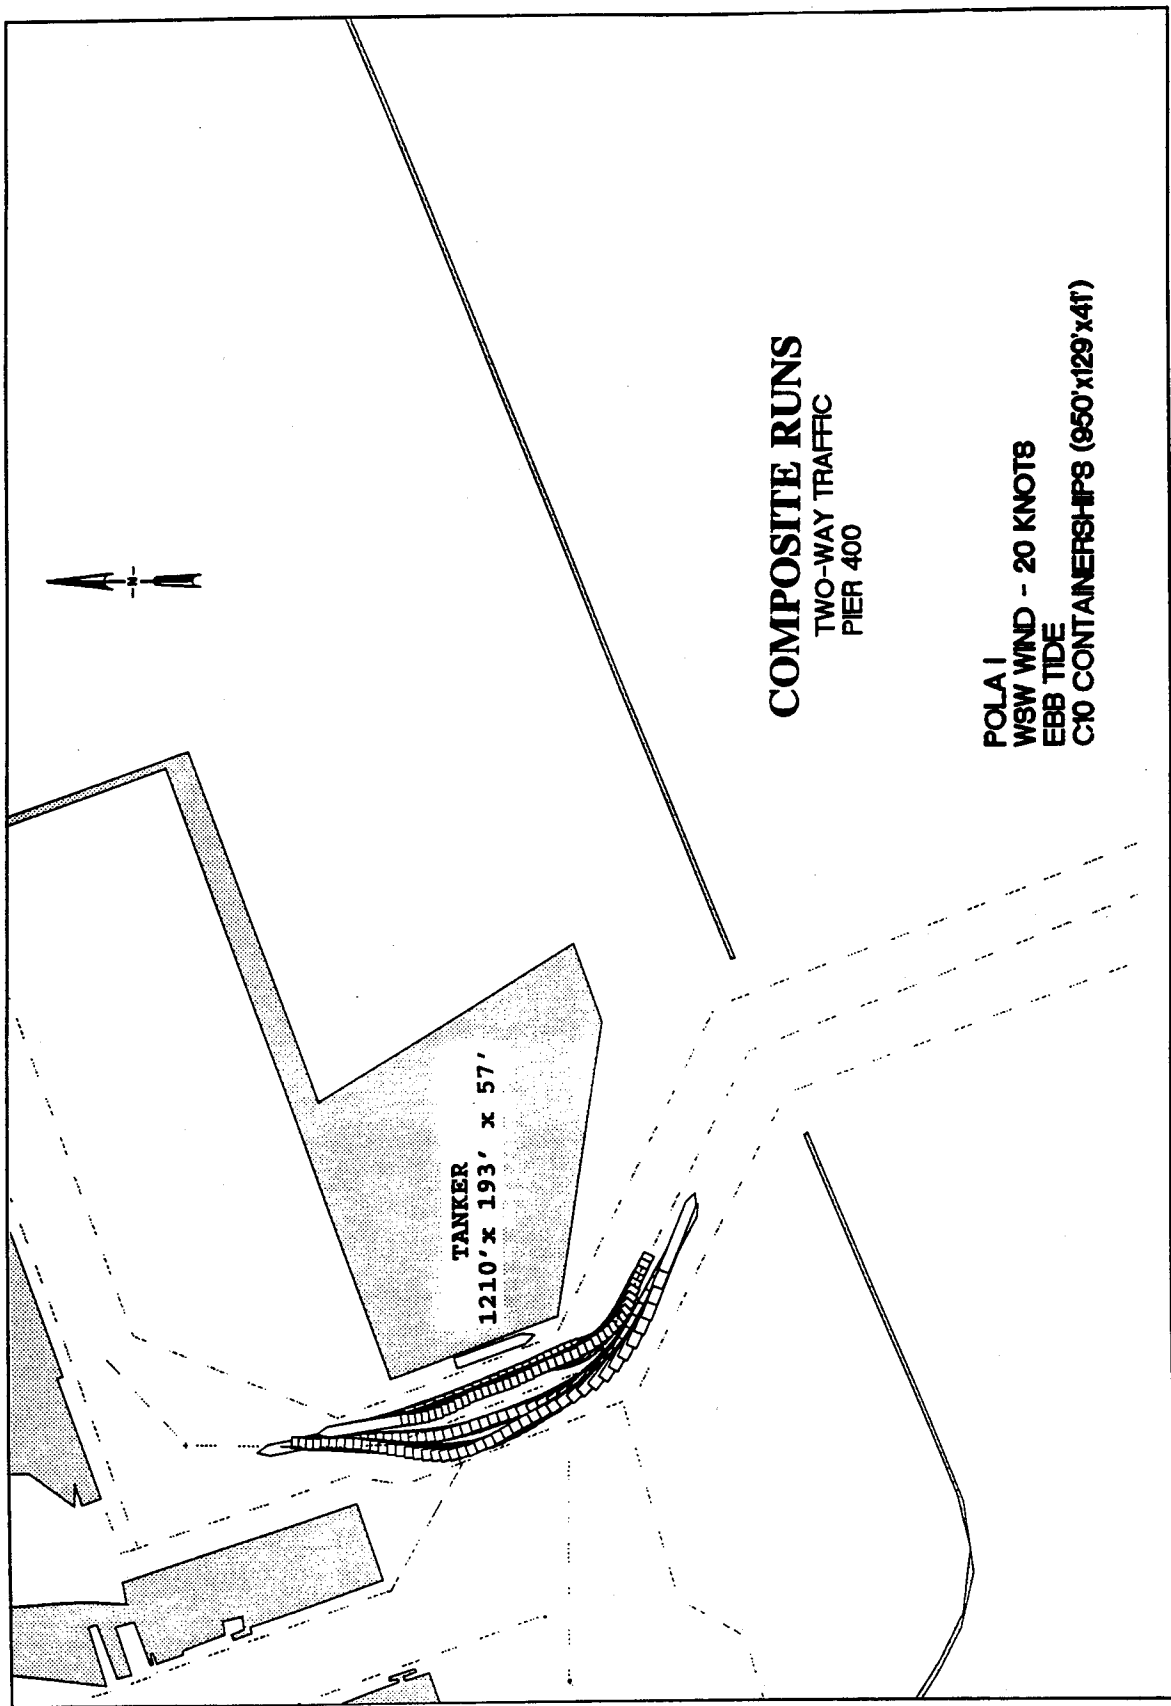 -N-
COMPOSITE RUNS
TWO-WAY TRAFFIC
PIER 400
TANKER
1210'x 193' x 57'
POLA I
WSW WIND - 20 KNOTS
EBB TIDE
C10 CONTAINERSHIPS (950'x129'x41')